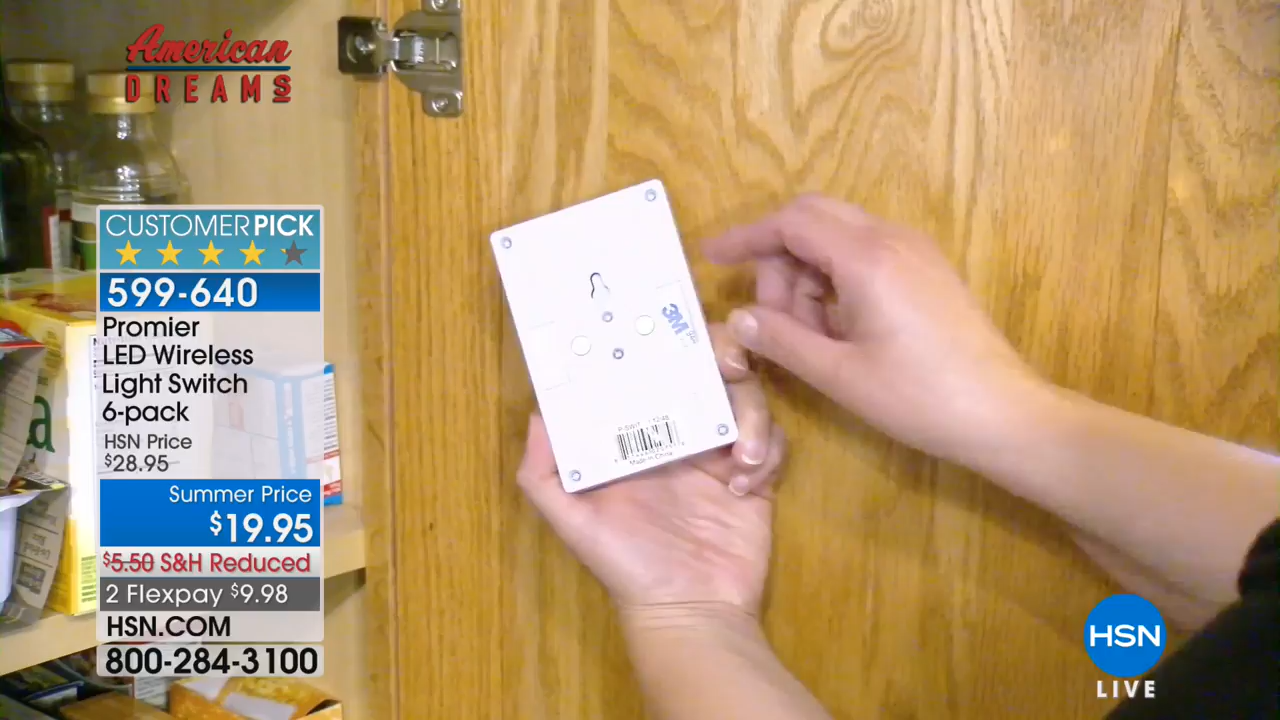 American
DREAMS
CUSTOMER PICK
599-640
Promier
LED Wireless
Light Switch
6-pack
HSN Price
$28.95
Summer Price
$19.95
$5.50 S&H Reduced
2 Flexpay $9.98
HSN.COM
800-284-3100
3M
Made in China
HSN
LIVE